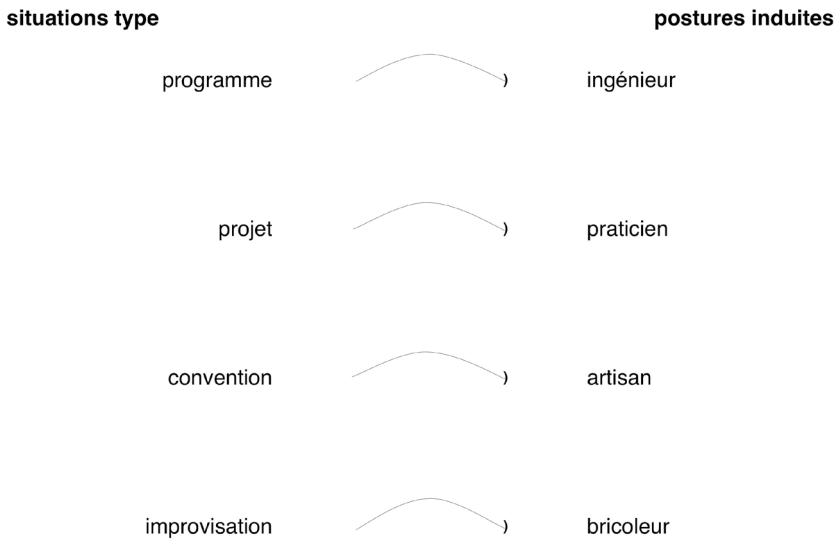 situations type postures induites
programme ingénieur
projet praticien
convention artisan
improvisation bricoleur